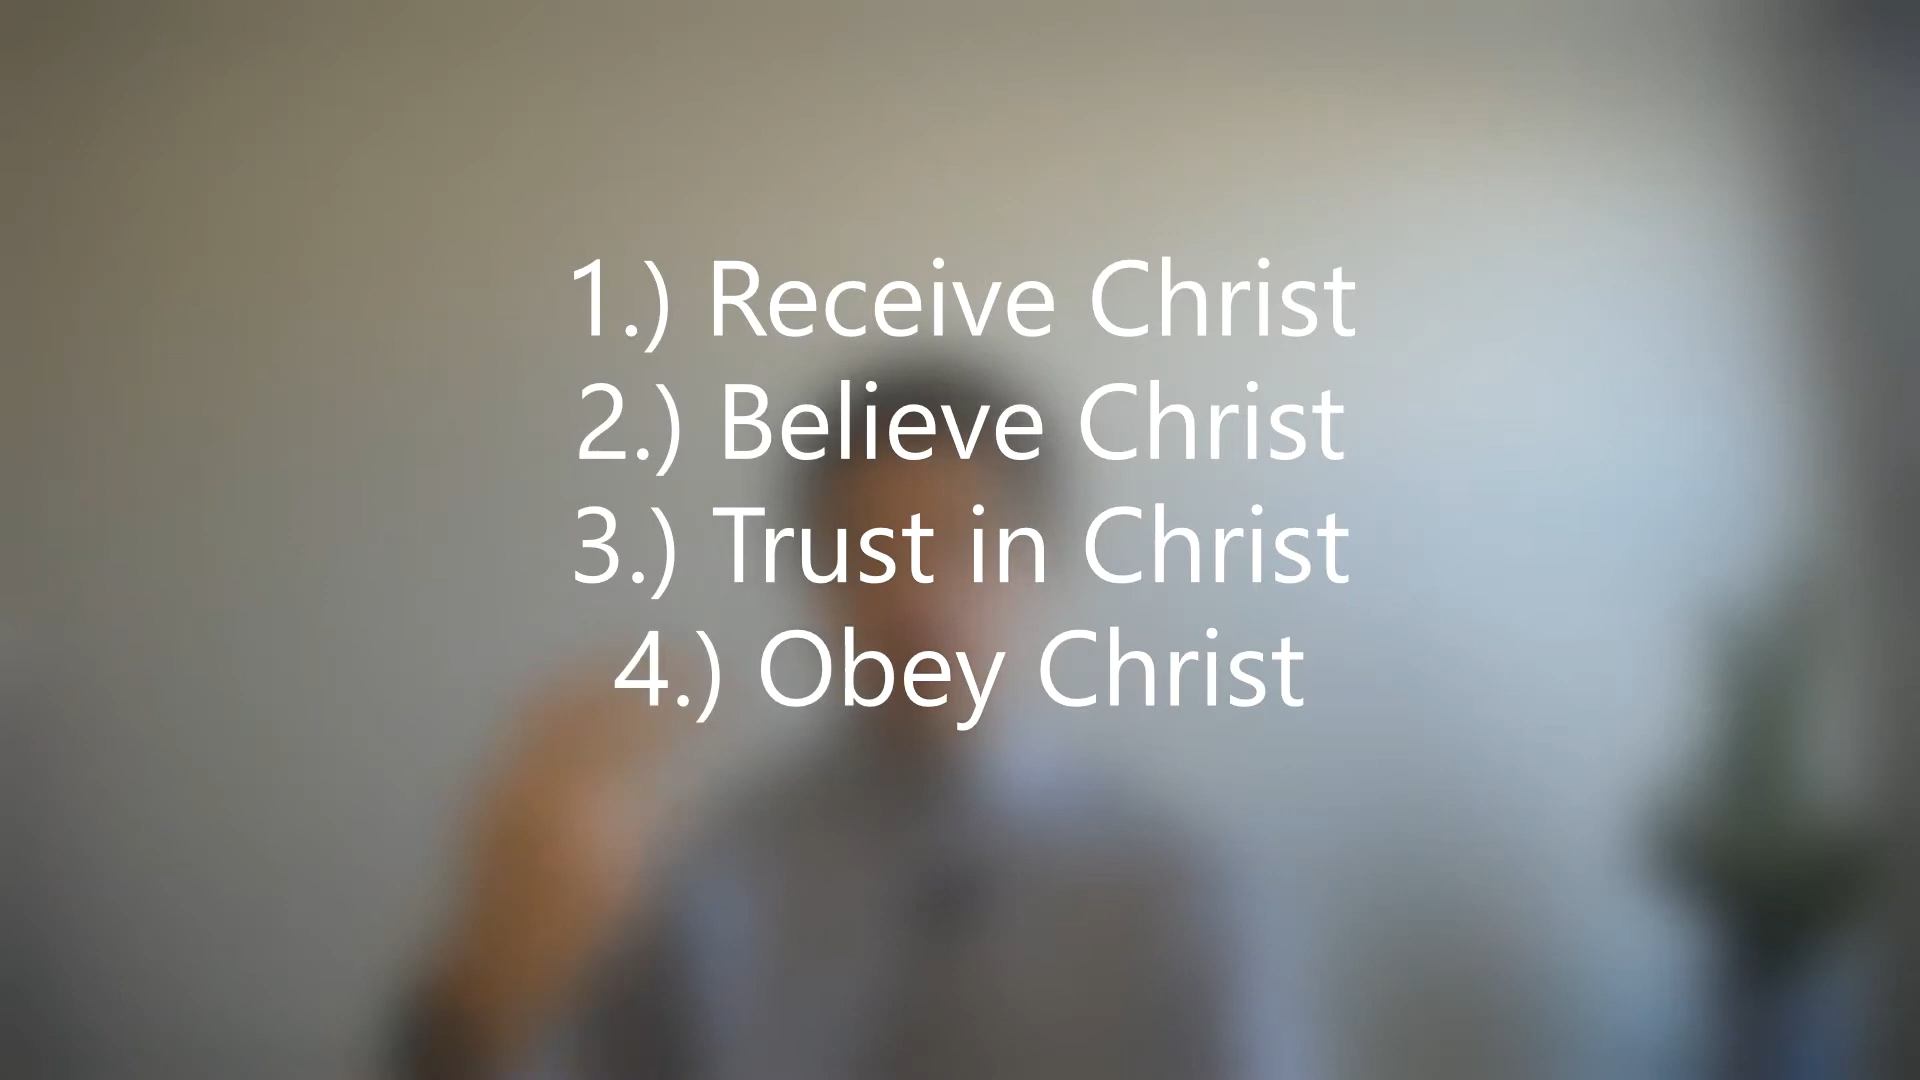 1.) Receive Christ
2.) Believe Christ
3.) Trust in Christ
4.) Obey Christ